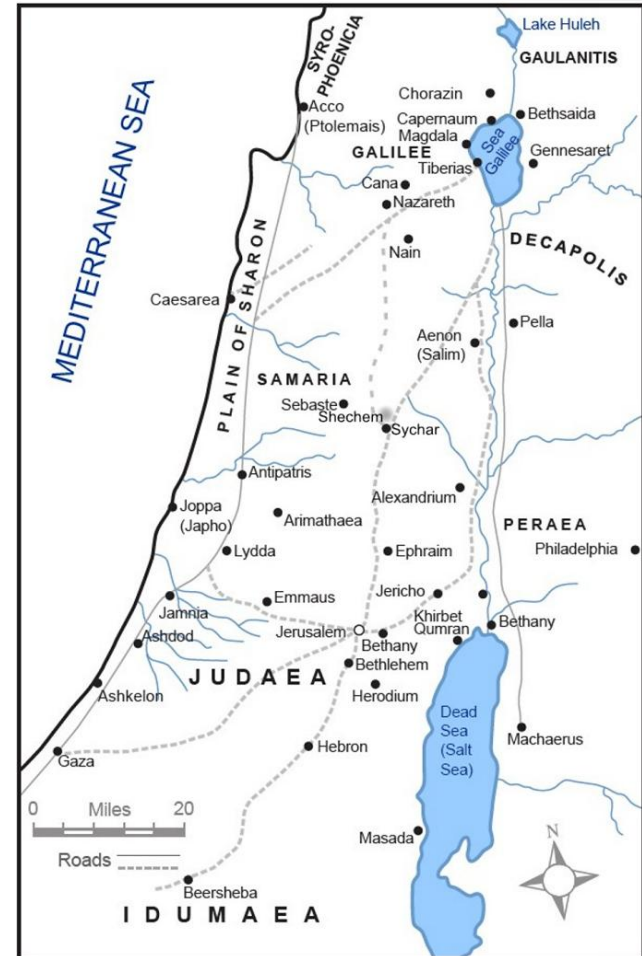 Lake Huleh
SYRO-
PHOENICIA
GAULANITIS
MEDITERRANEAN SEA
Chorazin
Acco
(Ptolemais)
Capernaum
Bethsaida
Magdala
Sea
Galilee
GALILEE
Tiberias
Gennesaret
Cana
Nazareth
DECAPOLIS
Nain
Caesarea
PLAIN OF SHARON
Pella
Aenon
(Salim)
SAMARIA
Sebaste
Shechem
Sychar
Antipatris
Alexandrium
Joppa
(Japho)
Arimathaea
PERAEA
Lydda
Ephraim
Philadelphia
Emmaus
Jericho
Jamnia
Khirbet
Qumran
Bethany
Jerusalem
Bethany
Ashdod
Bethlehem
JUDAEA
Herodium
Ashkelon
Dead
Sea
(Salt
Sea)
Machaerus
Hebron
Gaza
0 Miles 20
Masada
N
Roads
Beersheba
IDUMAEA